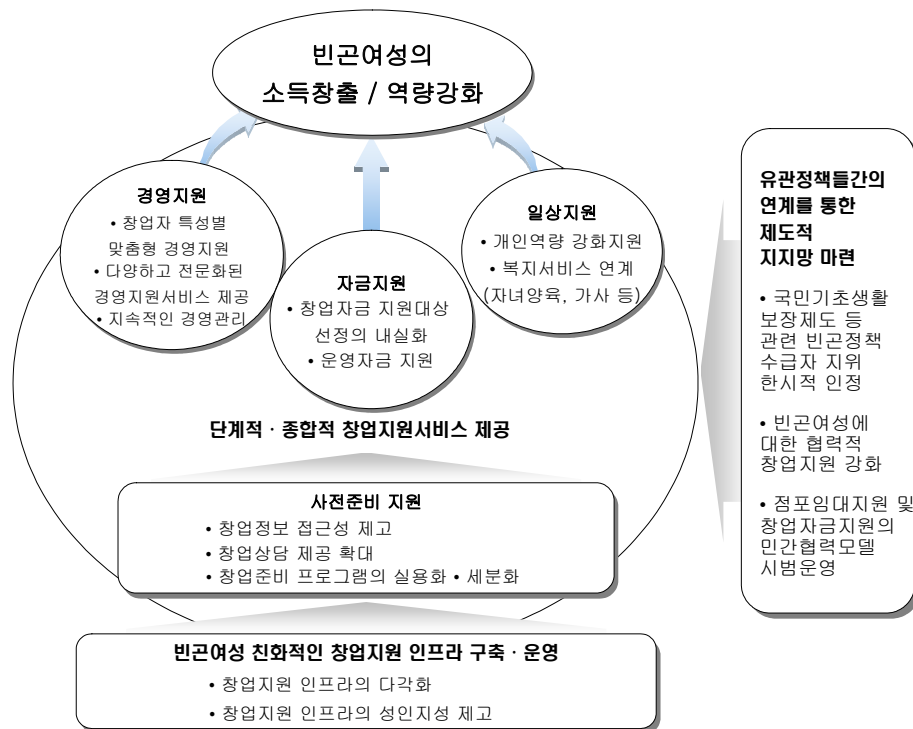 빈곤여성의
소득창출 / 역량강화
경영지원
• 창업자 특성별
맞춤형 경영지원
• 다양하고 전문화된
경영지원서비스 제공
• 지속적인 경영관리
자금지원
• 창업자금 지원대상
선정의 내실화
• 운영자금 지원
일상지원
• 개인역량 강화지원
• 복지서비스 연계
(자녀양육, 가사 등)
단계적 · 종합적 창업지원서비스 제공
사전준비 지원
• 창업정보 접근성 제고
• 창업상담 제공 확대
• 창업준비 프로그램의 실용화 • 세분화
빈곤여성 친화적인 창업지원 인프라 구축 · 운영
• 창업지원 인프라의 다각화
• 창업지원 인프라의 성인지성 제고
유관정책들간의
연계를 통한
제도적
지지망 마련
• 국민기초생활
보장제도 등
관련 빈곤정책
수급자 지위
한시적 인정
• 빈곤여성에
대한 협력적
창업지원 강화
• 점포임대지원 및
창업자금지원의
민간협력모델
시범운영